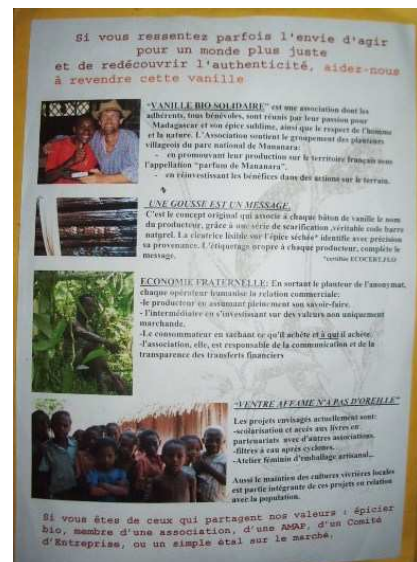 Si vous ressentez parfois l'envie d'agir
pour un monde plus juste
et de redécouvrir l'authenticité, aidez-nous
à revendre cette vanille
"VANILLE BIO SOLIDAIRE" est une association dont les
adhérents, tous bénévoles, sont réunis par leur passion pour
Madagascar et son épice sublime, ainsi que le respect de l'homme
et la nature. L'Association soutient le groupement des planteurs
villageois du parc national de Mananara:
- en promouvant leur production sur le territoire français sous
l'appellation "parfum de Mananara".
- en réinvestissant les bénéfices dans des actions sur le terrain.
UNE GOUSSE EST UN MESSAGE.
C'est le concept original qui associe à chaque bâton de vanille le nom
du producteur, grâce à une série de scarification ,véritable code barre
naturel. La cicatrice lisible sur l'épice séchée* identifie avec précision
sa provenance. L'étiquetage propre à chaque producteur, complète le
message.
*certifiée ECOCERT.FLO
ECONOMIE FRATERNELLE: En sortant le planteur de l'anonymat,
chaque opérateur humanise la relation commerciale:
-le producteur en assumant pleinement son savoir-faire.
- l'intermédiaire en s'investissant sur des valeurs non uniquement
marchande.
-Le consommateur en sachant ce qu'il achète et à qui il achète.
-l'association, elle, est responsable de la communication et de la
transparence des transferts financiers
"VENTRE AFFAME N'A PAS D'OREILLE"
Les projets envisagés actuellement sont:
-scolarisation et accès aux livres en
partenariats avec d'autres associations.
-filtres à eau après cyclones.
-Atelier féminin d'emballage artisanal..
Aussi le maintien des cultures vivrières locales
est partie intégrante de ces projets en relation
avec la population.
Si vous êtes de ceux qui partagent nos valeurs : épicier
bio, membre d'une association, d'une AMAP, d'un Comité
d'Entreprise, ou un simple étal sur le marché,